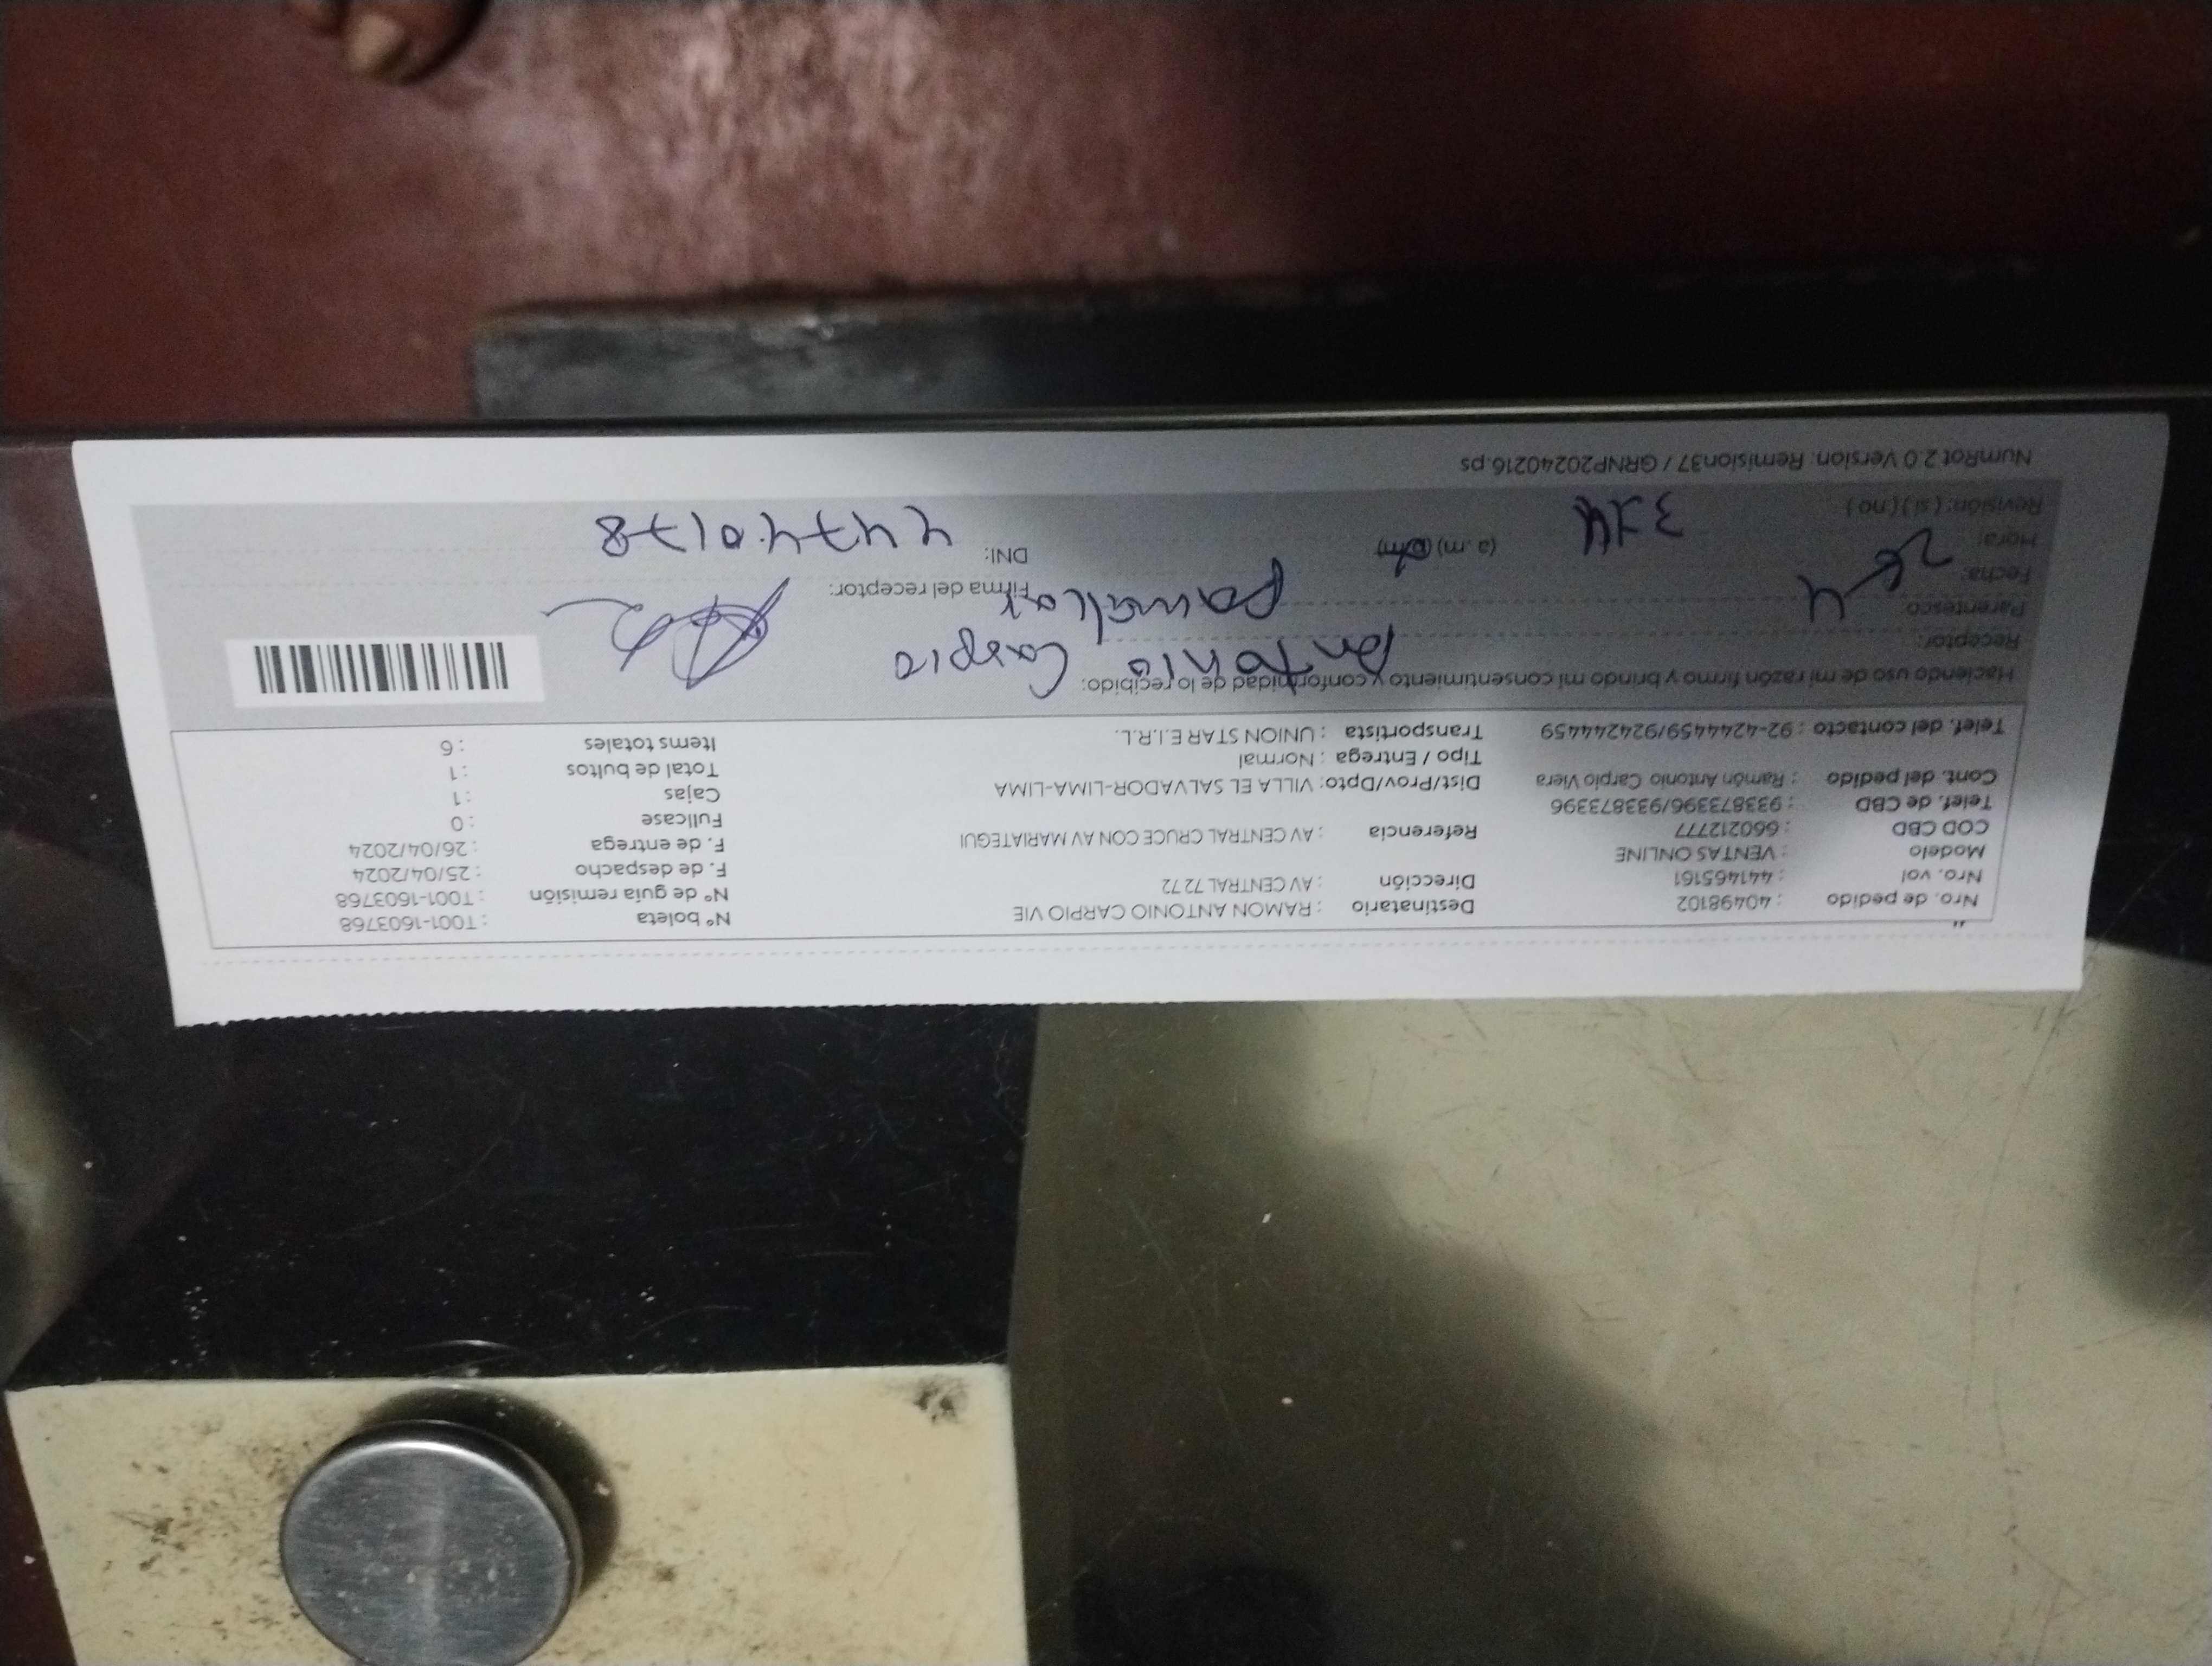 Nro. de pedido : 40498102 Destinatario : RAMON ANTONIO CARPIO VIE N° boleta : T001-1603768
Nro. vol : 441465161 Dirección : AV CENTRAL 72 72 N° de guía remisión : T001-1603768
Modelo : VENTAS ONLINE F. de despacho : 25/04/2024
COD CBD : 660212777 Referencia : AV CENTRAL CRUCE CON AV MARIATEGUI F. de entrega : 26/04/2024
Telef. de CBD : 933873396/933873396 Fullcase : 0
Cont. del pedido : Ramón Antonio Carpio Viera Dist/Prov/Dpto: VILLA EL SALVADOR-LIMA-LIMA Cajas : 1
Tipo / Entrega : Normal Total de bultos : 1
Telef. del contacto : 92-4244459/924244459 Transportista : UNION STAR E.I.R.L. Items totales : 6
Haciendo uso de mi razón firmo y brindo mi consentimiento y conformidad de lo recibido:
Receptor: Antonio Carpio
Parentesco:
Fecha: 26 4 Firma del receptor:
Hora: (a.m) DNI: 44740178
Revisión: ( si ) ( no )
NumRot 2.0 Version: Remision37 / GRNP20240216.ps